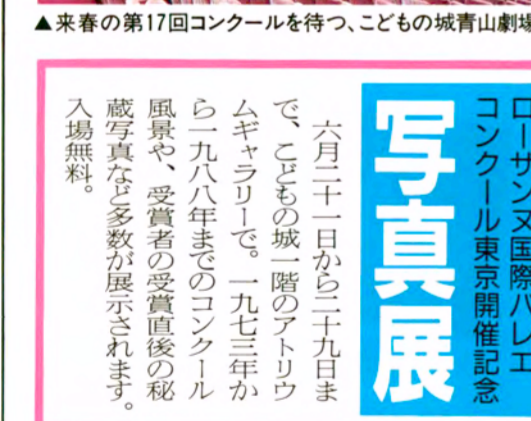 ▲来春の第17回コンクールを待つ、こどもの城青山劇場
ローザンヌ国際バレエ
コンクール東京開催記念
写真展
六月二十一日から二十九日ま
で、こどもの城一階のアトリウ
ムギャラリーで。一九七三年か
ら一九八八年までのコンクール
風景や、受賞者の受賞直後の秘
蔵写真など多数が展示されます。
入場無料。